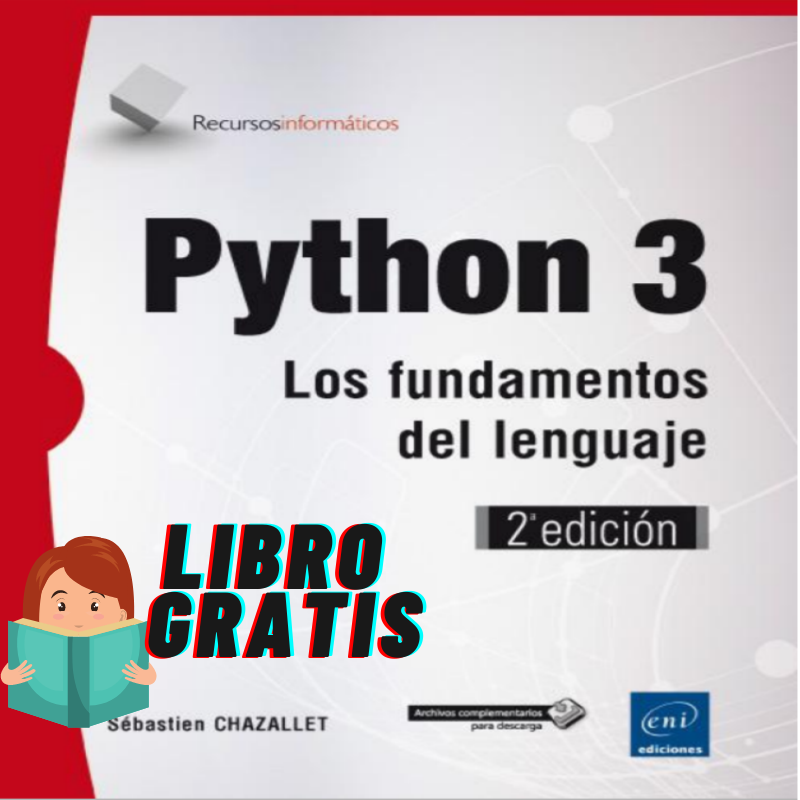 Recursosinformáticos
Python 3
Los fundamentos
del lenguaje
2ª edición
LIBRO
GRATIS
Sébastien CHAZALLET
Archivos complementarios
para descarga
eni
ediciones